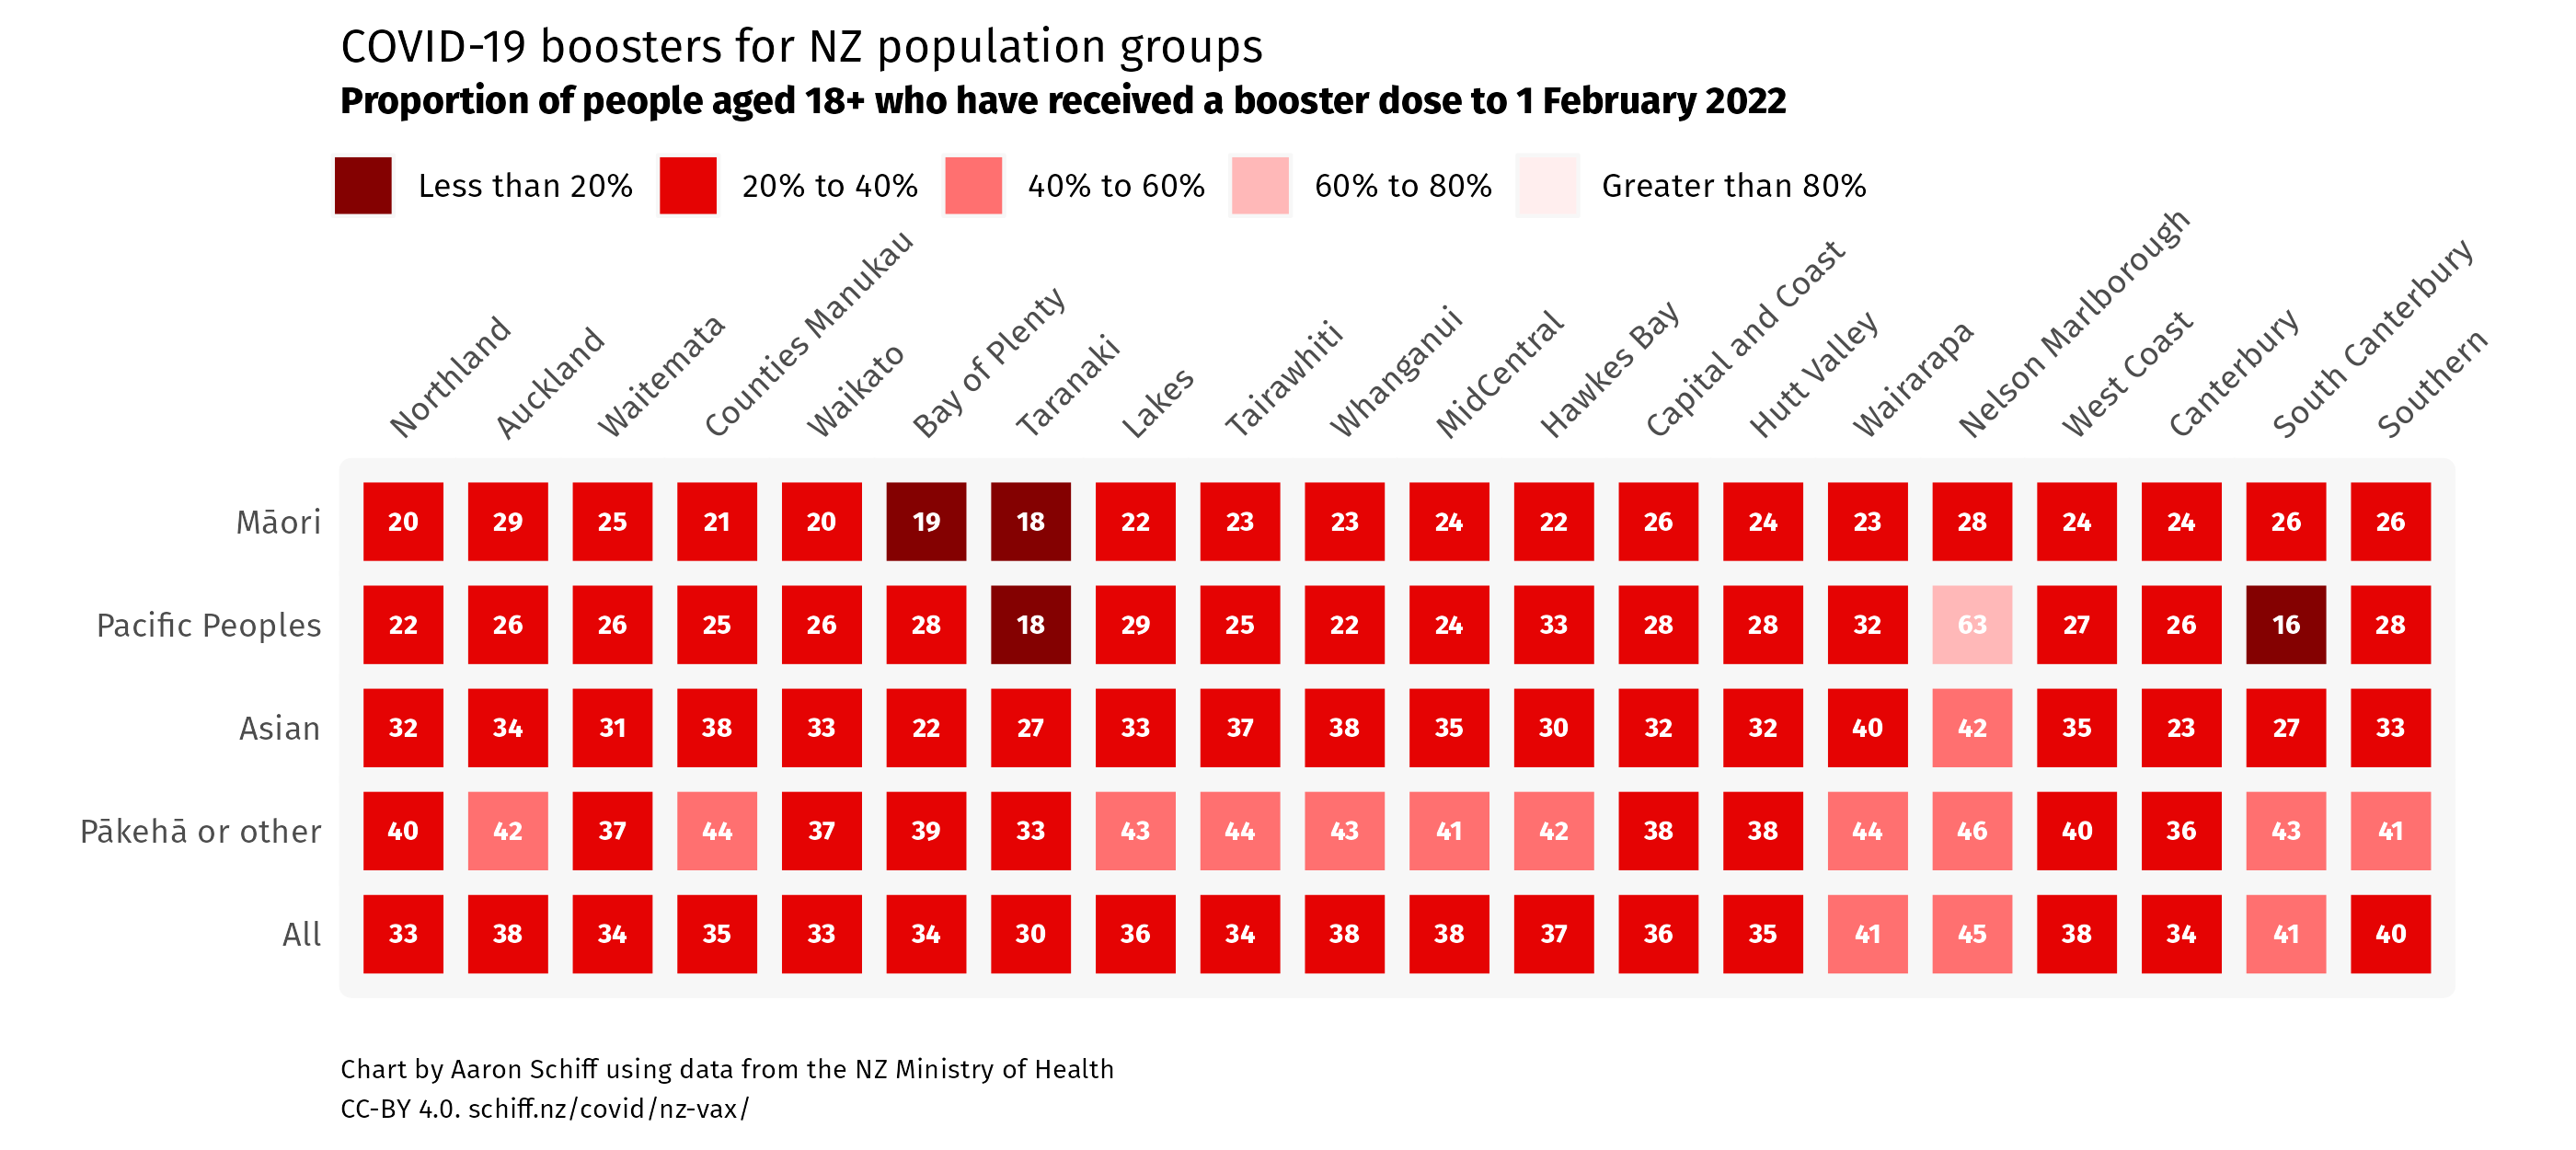 COVID-19 boosters for NZ population groups
Proportion of people aged 18+ who have received a booster dose to 1 February 2022
Less than 20% 20% to 40% 40% to 60% 60% to 80% Greater than 80%
Northland Auckland Waitemata Counties Manukau Waikato Bay of Plenty Taranaki Lakes Tairawhiti Whanganui MidCentral Hawkes Bay Capital and Coast Hutt Valley Wairarapa Nelson Marlborough West Coast Canterbury South Canterbury Southern
Māori 20 29 25 21 20 19 18 22 23 23 24 22 26 24 23 28 24 24 26 26
Pacific Peoples 22 26 26 25 26 28 18 29 25 22 24 33 28 28 32 63 27 26 16 28
Asian 32 34 31 38 33 22 27 33 37 38 35 30 32 32 40 42 35 23 27 33
Pākehā or other 40 42 37 44 37 39 33 43 44 43 41 42 38 38 44 46 40 36 43 41
All 33 38 34 35 33 34 30 36 34 38 38 37 36 35 41 45 38 34 41 40
Chart by Aaron Schiff using data from the NZ Ministry of Health
CC-BY 4.0. schiff.nz/covid/nz-vax/